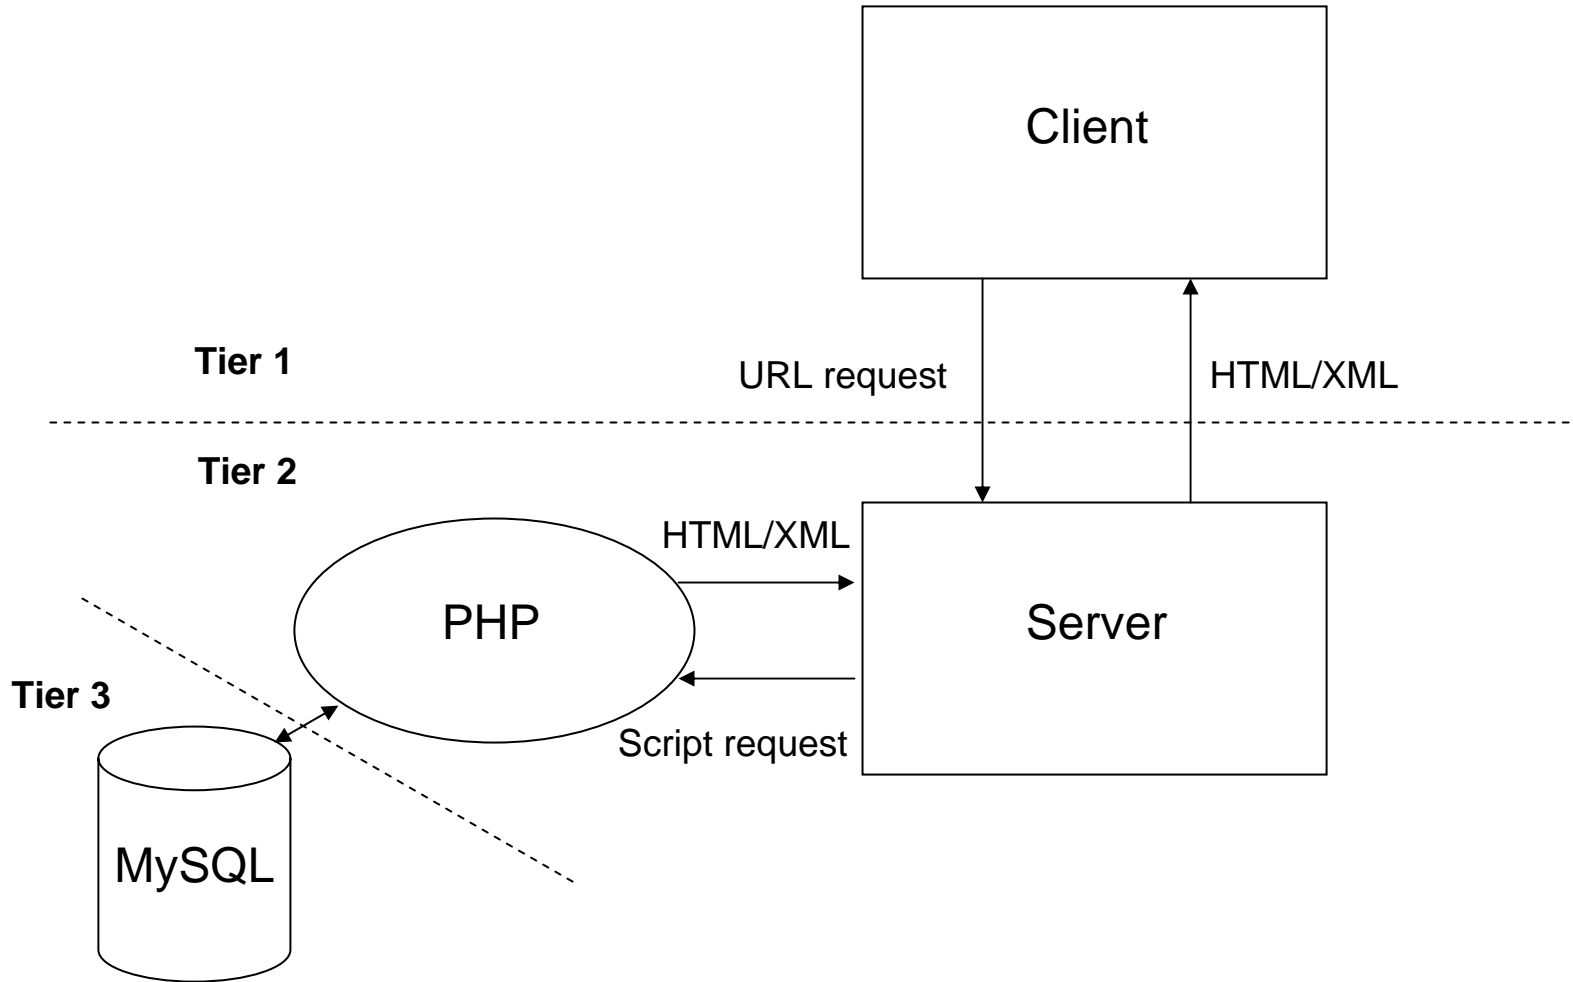 Client
Tier 1
URL request
HTML/XML
Tier 2
HTML/XML
PHP
Server
Tier 3
Script request
MySQL